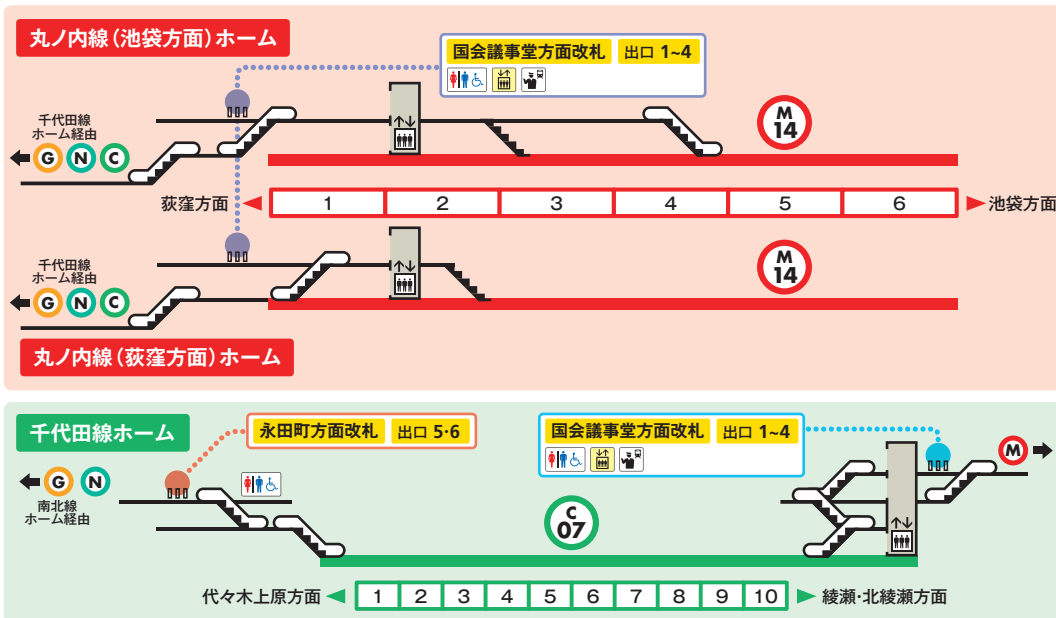 丸ノ内線(池袋方面)ホーム
国会議事堂方面改札 出口 1~4
千代田線
ホーム経由
G N C
M
14
荻窪方面 1 2 3 4 5 6 池袋方面
千代田線
ホーム経由
G N C
M
14
丸ノ内線(荻窪方面)ホーム
千代田線ホーム
永田町方面改札 出口 5·6
国会議事堂方面改札 出口 1~4
G N
南北線
ホーム経由
M
C
07
代々木上原方面 1 2 3 4 5 6 7 8 9 10 綾瀬·北綾瀬方面